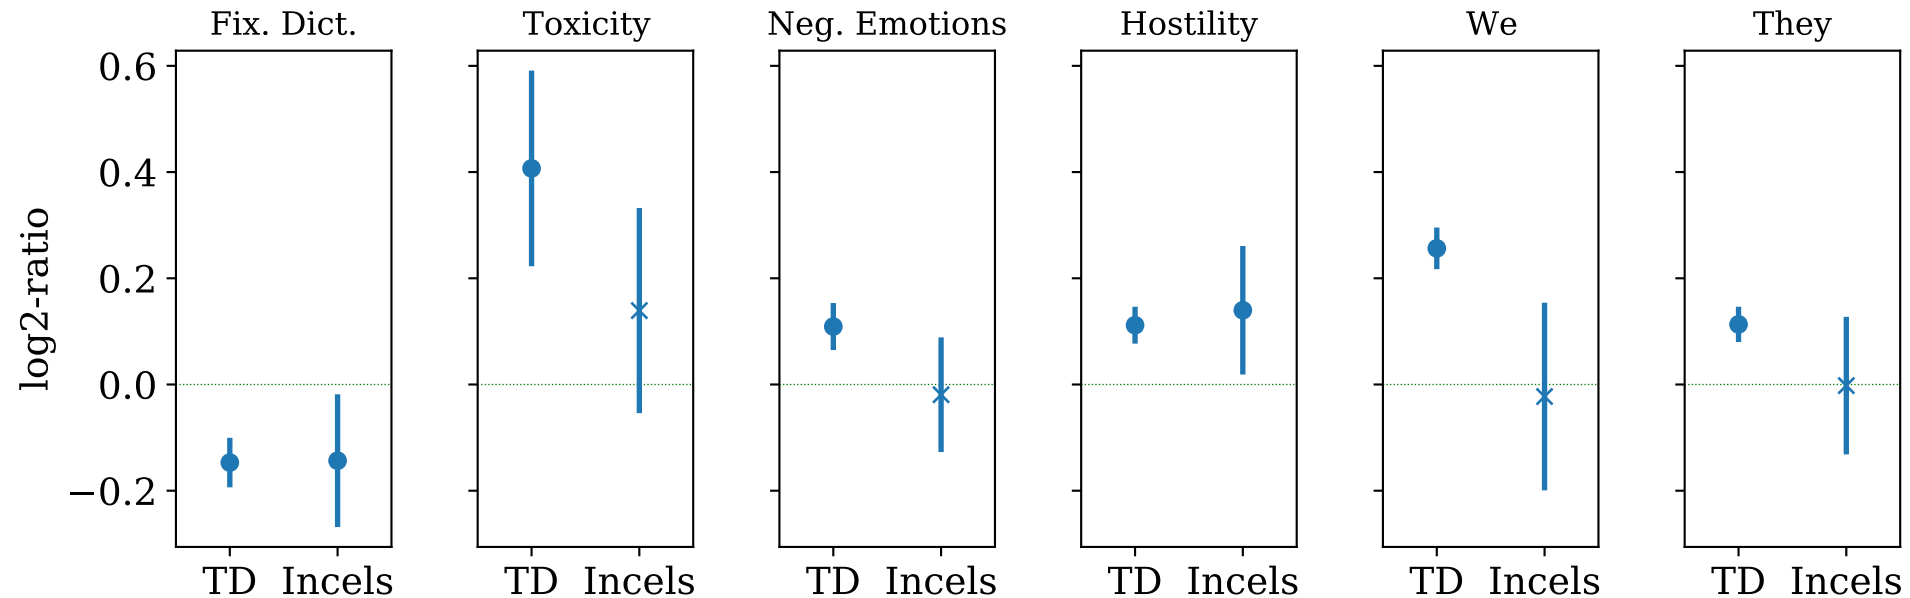 Fix. Dict. Toxicity Neg. Emotions Hostility We They
0.6
0.4
0.2
0.0
−0.2
log2-ratio
TD Incels TD Incels TD Incels TD Incels TD Incels TD Incels